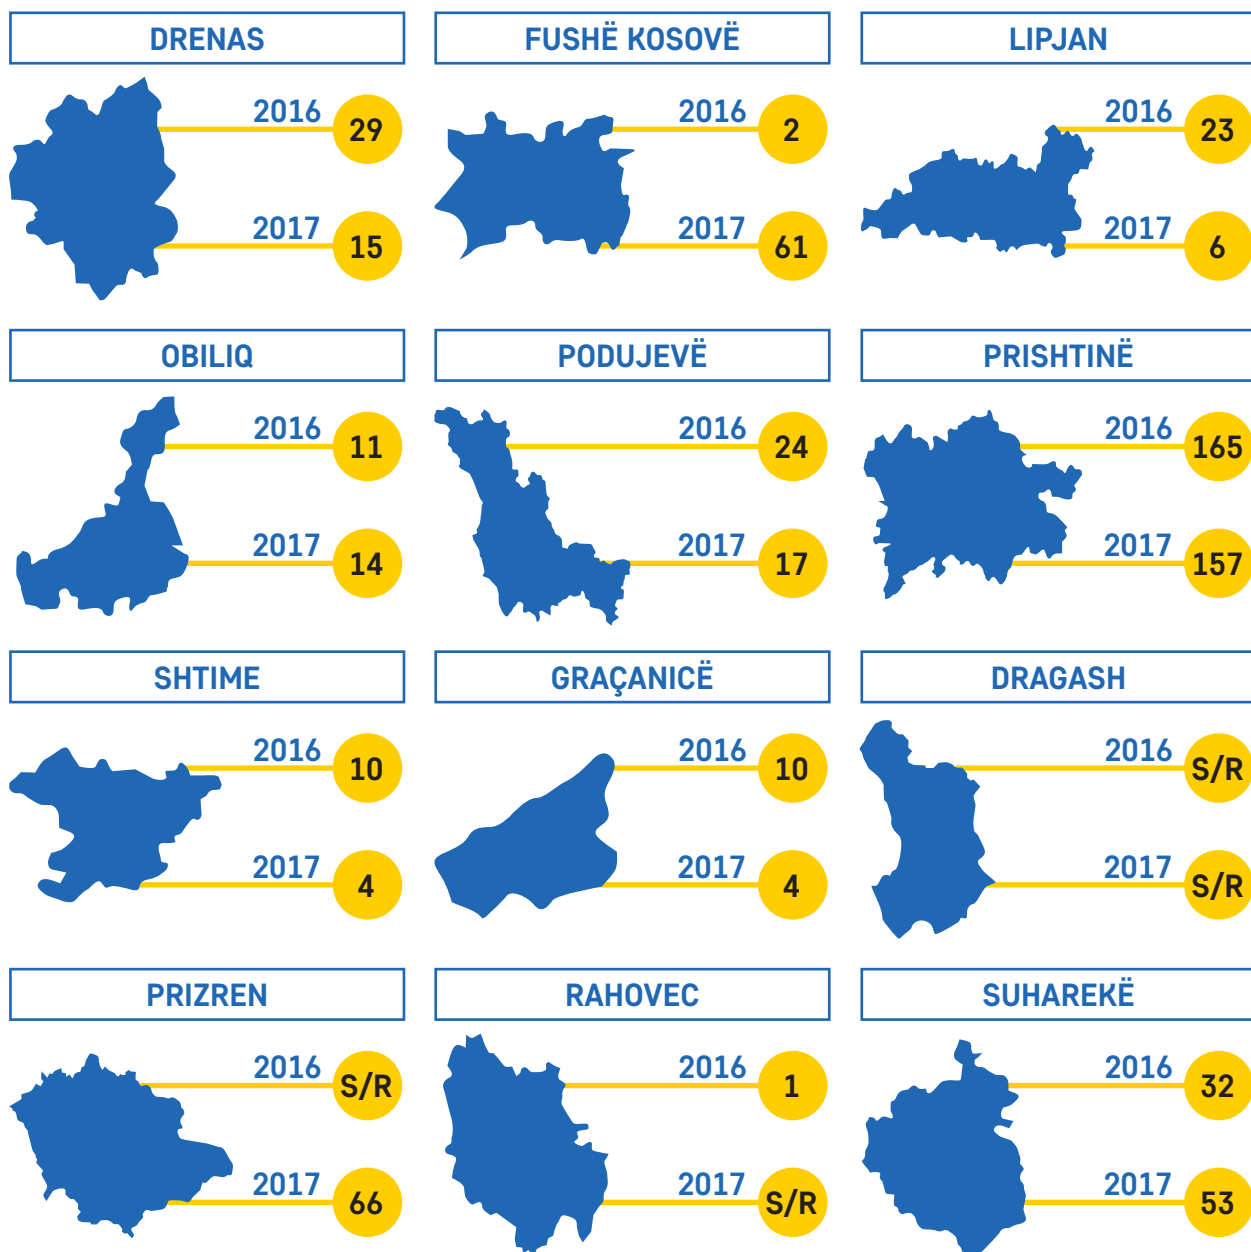 DRENAS
2016 29
2017 15
FUSHË KOSOVË
2016 2
2017 61
LIPJAN
2016 23
2017 6
OBILIQ
2016 11
2017 14
PODUJEVË
2016 24
2017 17
PRISHTINË
2016 165
2017 157
SHTIME
2016 10
2017 4
GRAÇANICË
2016 10
2017 4
DRAGASH
2016 S/R
2017 S/R
PRIZREN
2016 S/R
2017 66
RAHOVEC
2016 1
2017 S/R
SUHAREKË
2016 32
2017 53